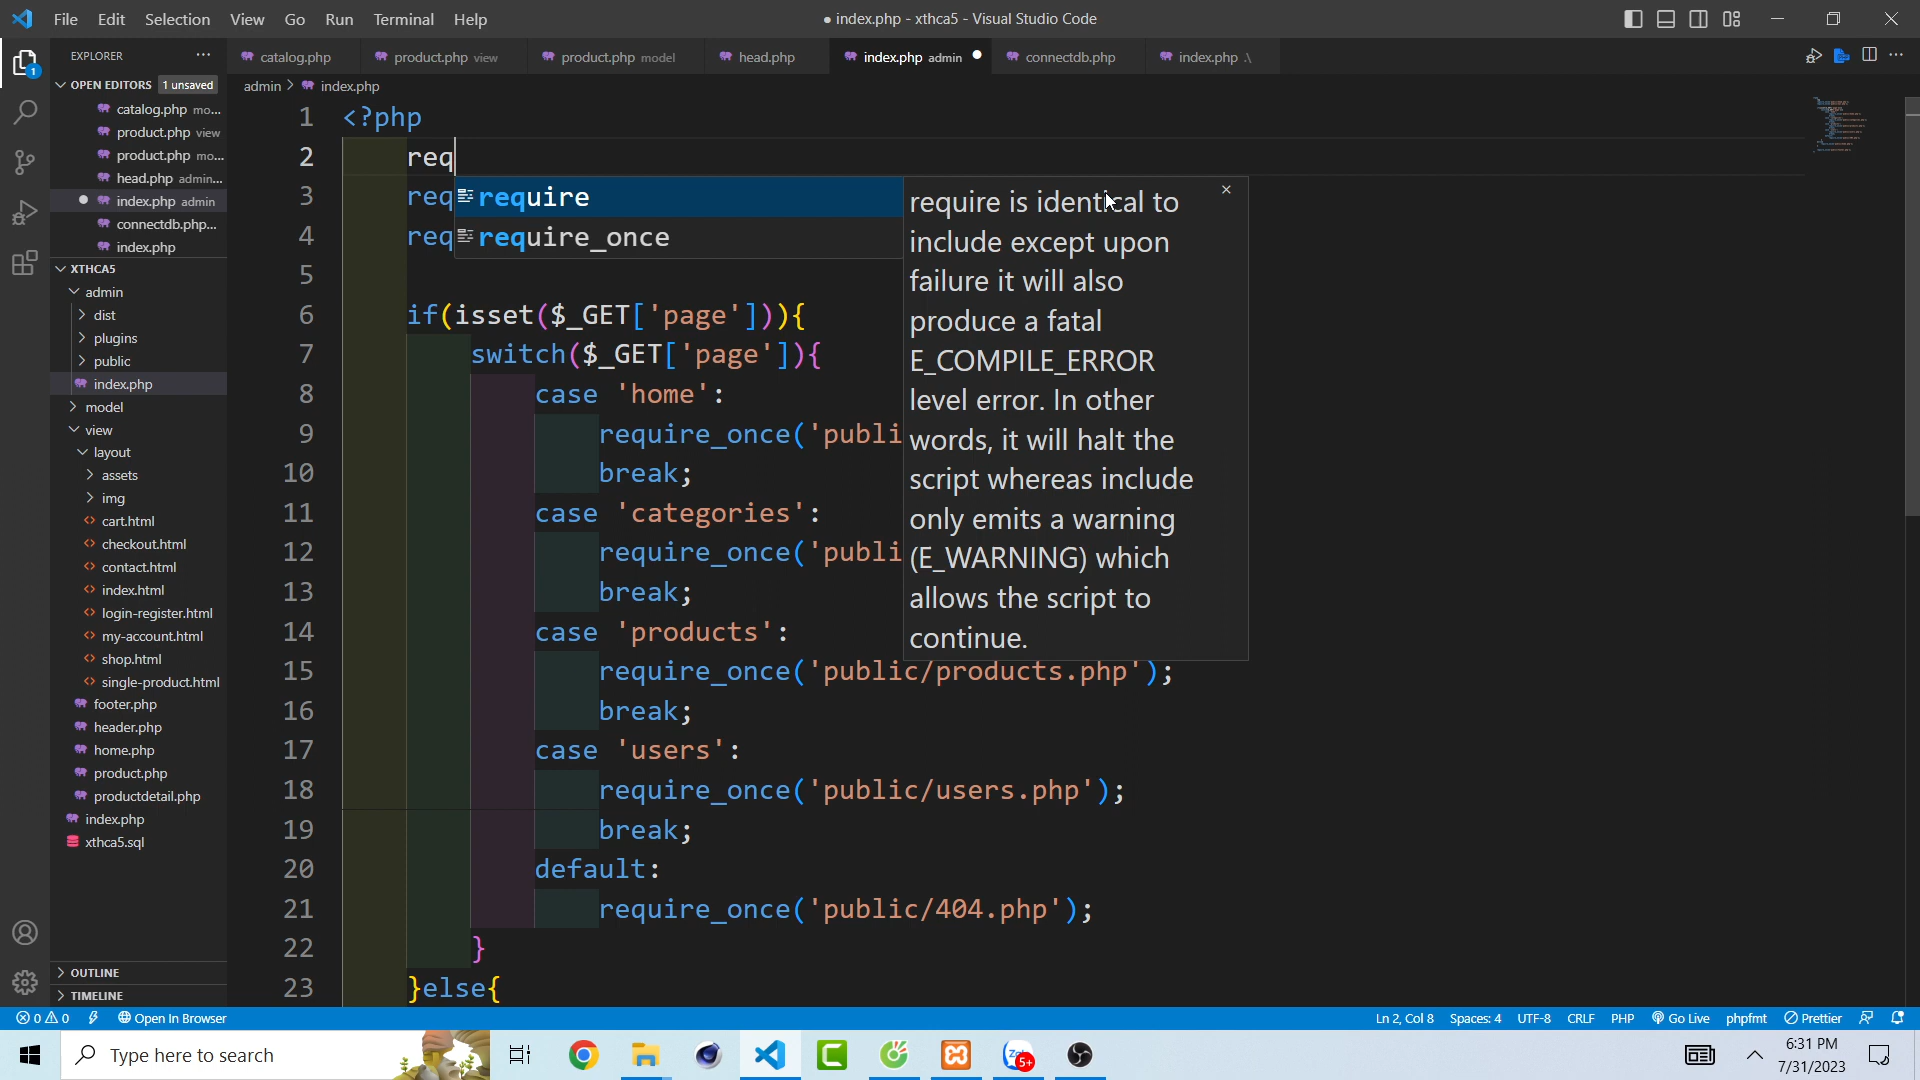 File Edit Selection View Go Run Terminal Help
● index.php - xthca5 - Visual Studio Code
EXPLORER
OPEN EDITORS 1 unsaved
catalog.php mo...
product.php view
product.php mo...
head.php admin...
index.php admin
connectdb.php...
index.php
XTHCA5
admin
dist
plugins
public
index.php
model
view
layout
assets
img
cart.html
checkout.html
contact.html
index.html
login-register.html
my-account.html
shop.html
single-product.html
footer.php
header.php
home.php
product.php
productdetail.php
index.php
xthca5.sql
OUTLINE
TIMELINE
catalog.php product.php view product.php model head.php index.php admin connectdb.php index.php .\
admin > index.php
1 <?php
2 req
3 req
4 req
5
6 if(isset($_GET['page'])){
7 switch($_GET['page']){
8 case 'home':
9 require_once('publi
10 break;
11 case 'categories':
12 require_once('publi
13 break;
14 case 'products':
15 require_once('public/products.php');
16 break;
17 case 'users':
18 require_once('public/users.php');
19 break;
20 default:
21 require_once('public/404.php');
22 }
23 }else{
require
require_once
require is identical to
include except upon
failure it will also
produce a fatal
E_COMPILE_ERROR
level error. In other
words, it will halt the
script whereas include
only emits a warning
(E_WARNING) which
allows the script to
continue.
0 0 Open In Browser
Ln 2, Col 8 Spaces: 4 UTF-8 CRLF PHP Go Live phpfmt Prettier
Type here to search
5+
6:31 PM
7/31/2023